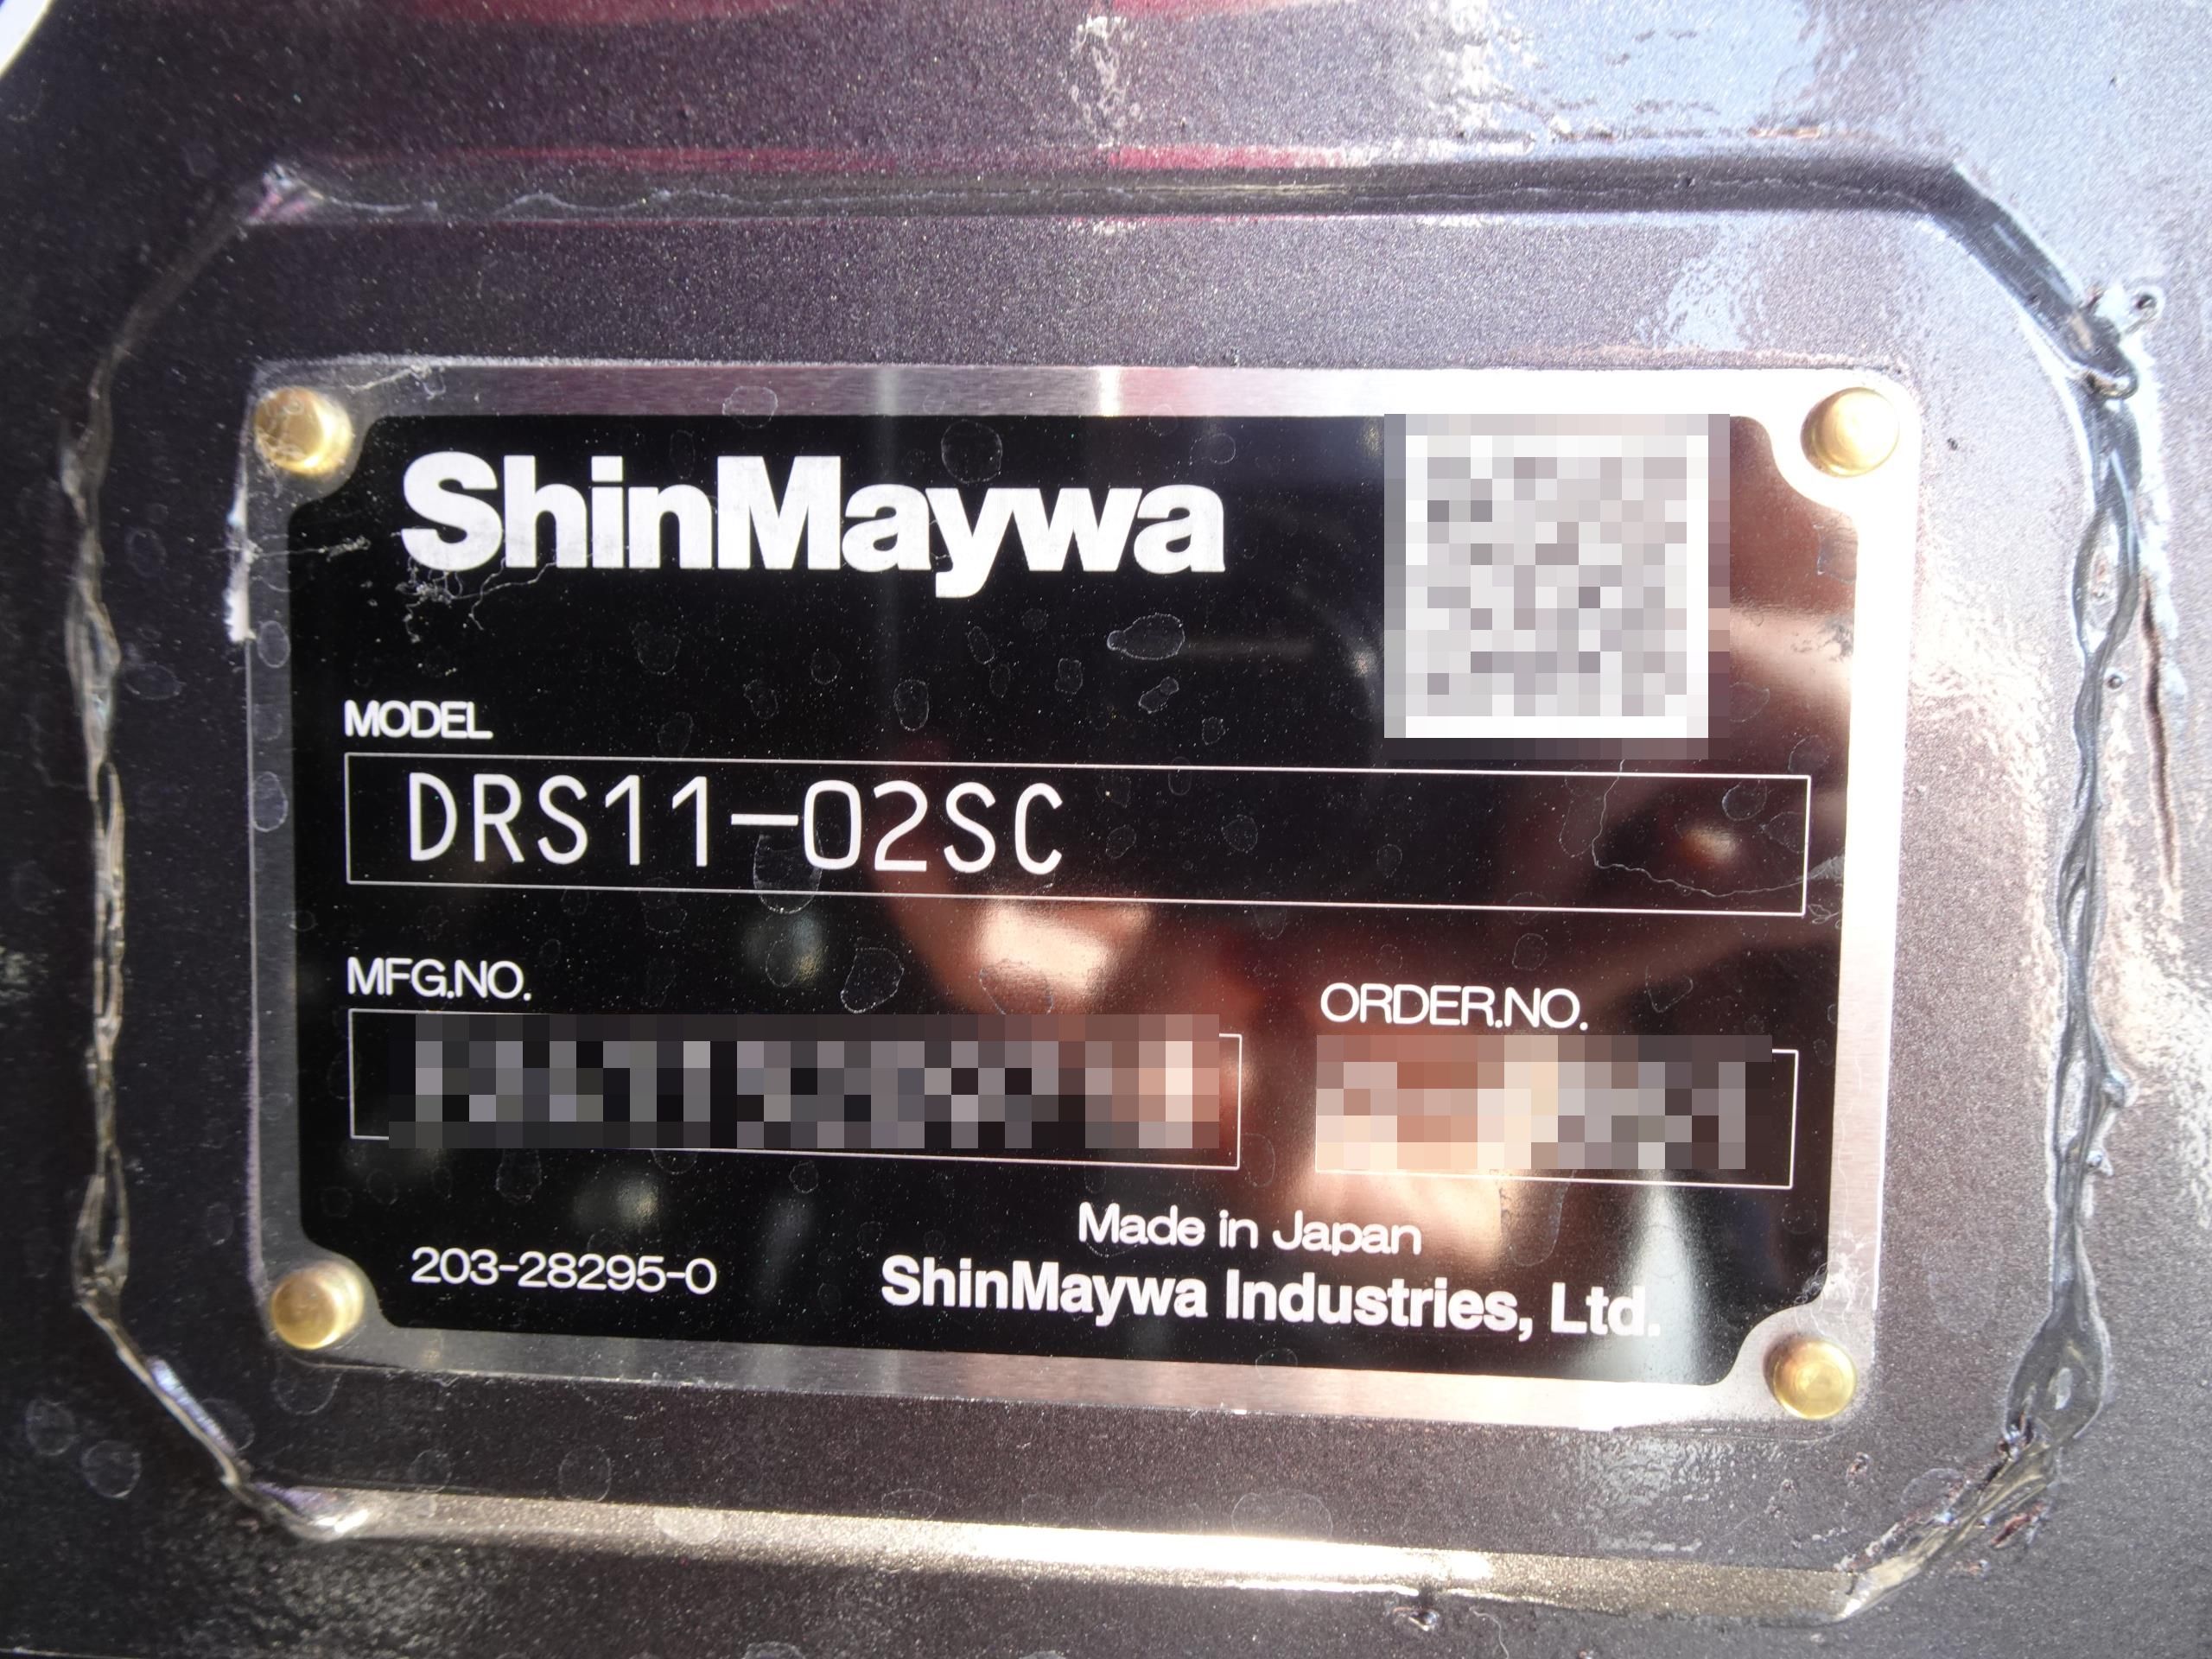 ShinMaywa
MODEL
DRS11-02SC
MFG.NO.
ORDER.NO.
Made in Japan
203-28295-0
ShinMaywa Industries, Ltd.